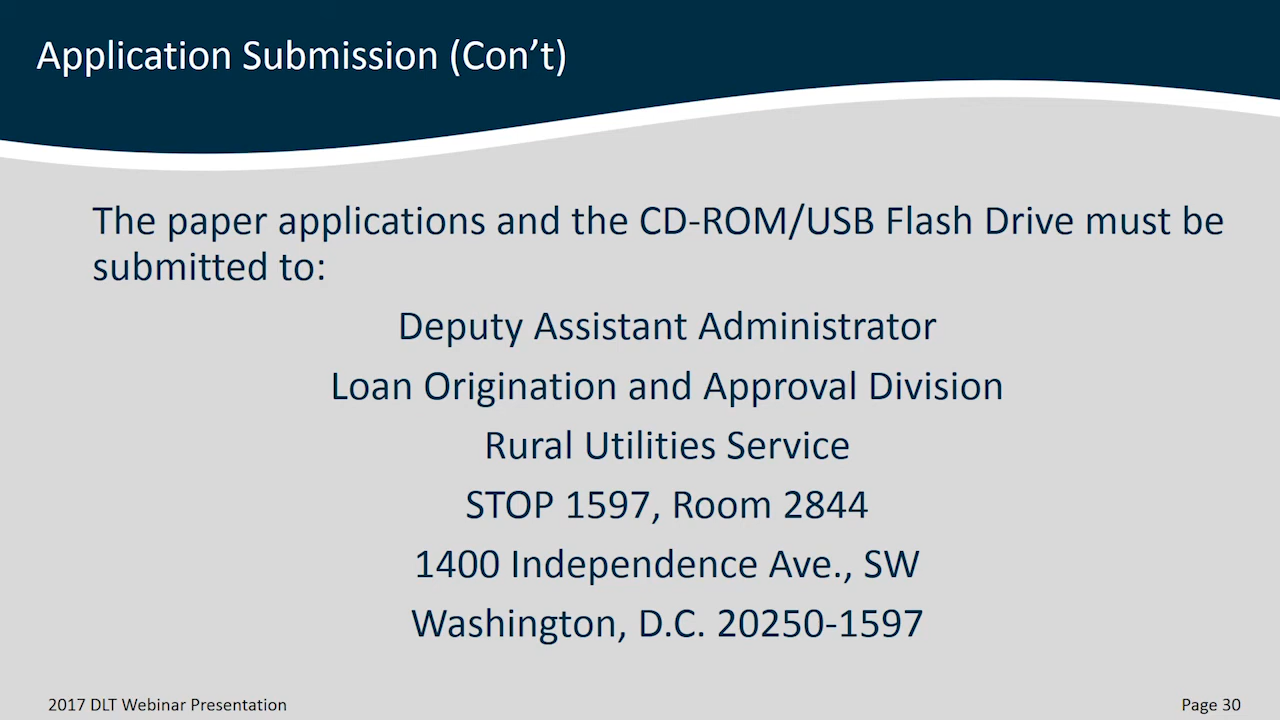 Application Submission (Con’t)
The paper applications and the CD-ROM/USB Flash Drive must be
submitted to:
Deputy Assistant Administrator
Loan Origination and Approval Division
Rural Utilities Service
STOP 1597, Room 2844
1400 Independence Ave., SW
Washington, D.C. 20250-1597
2017 DLT Webinar Presentation
Page 30